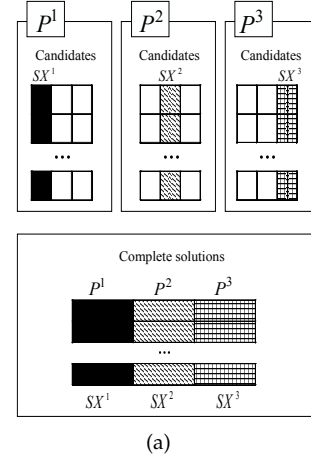 P¹ P² P³
Candidates Candidates Candidates
SX¹ SX² SX³
... ... ...
Complete solutions
P¹ P² P³
...
SX¹ SX² SX³
(a)